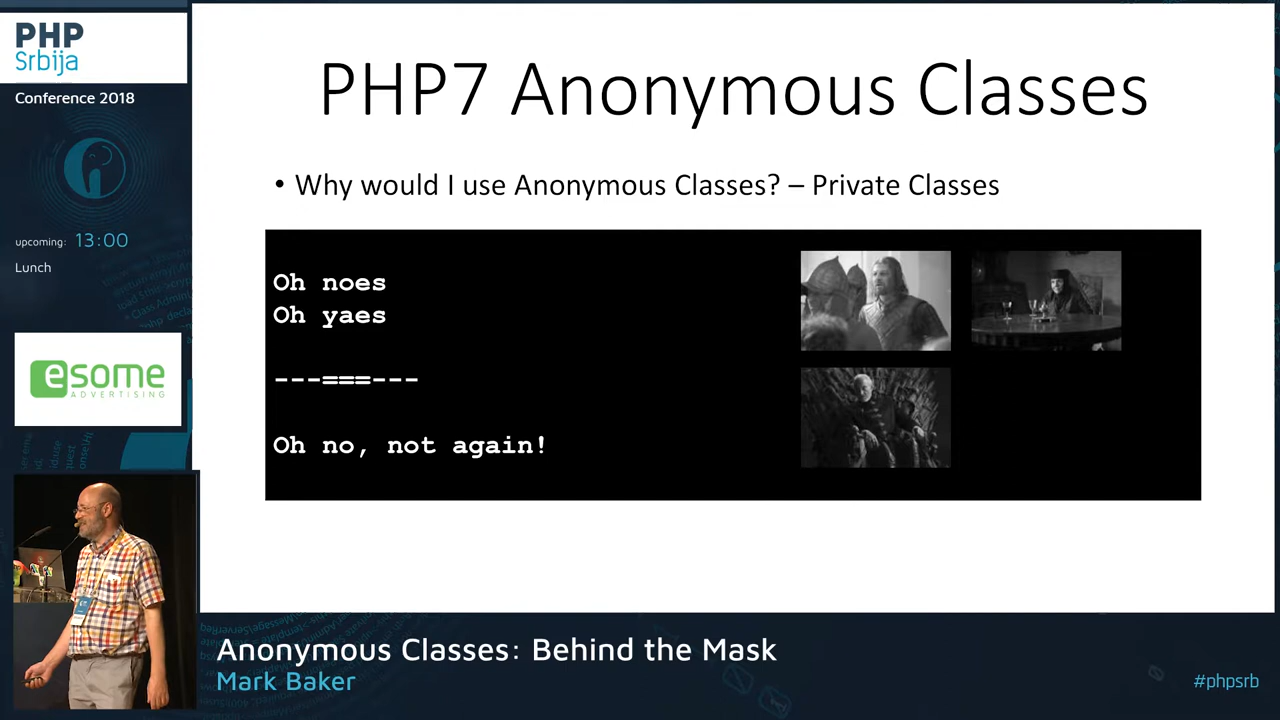 PHP
Srbija
Conference 2018
upcoming: 13:00
Lunch
esome
ADVERTISING
PHP7 Anonymous Classes
• Why would I use Anonymous Classes? – Private Classes
Oh noes
Oh yaes
---===---
Oh no, not again!
Anonymous Classes: Behind the Mask
Mark Baker
#phpsrb